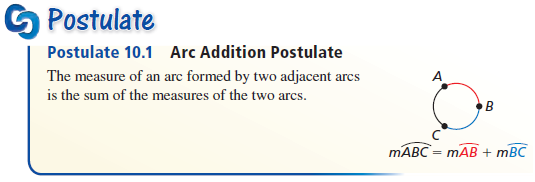 Postulate
Postulate 10.1 Arc Addition Postulate
The measure of an arc formed by two adjacent arcs
is the sum of the measures of the two arcs.
A
B
C
mABC = mAB + mBC